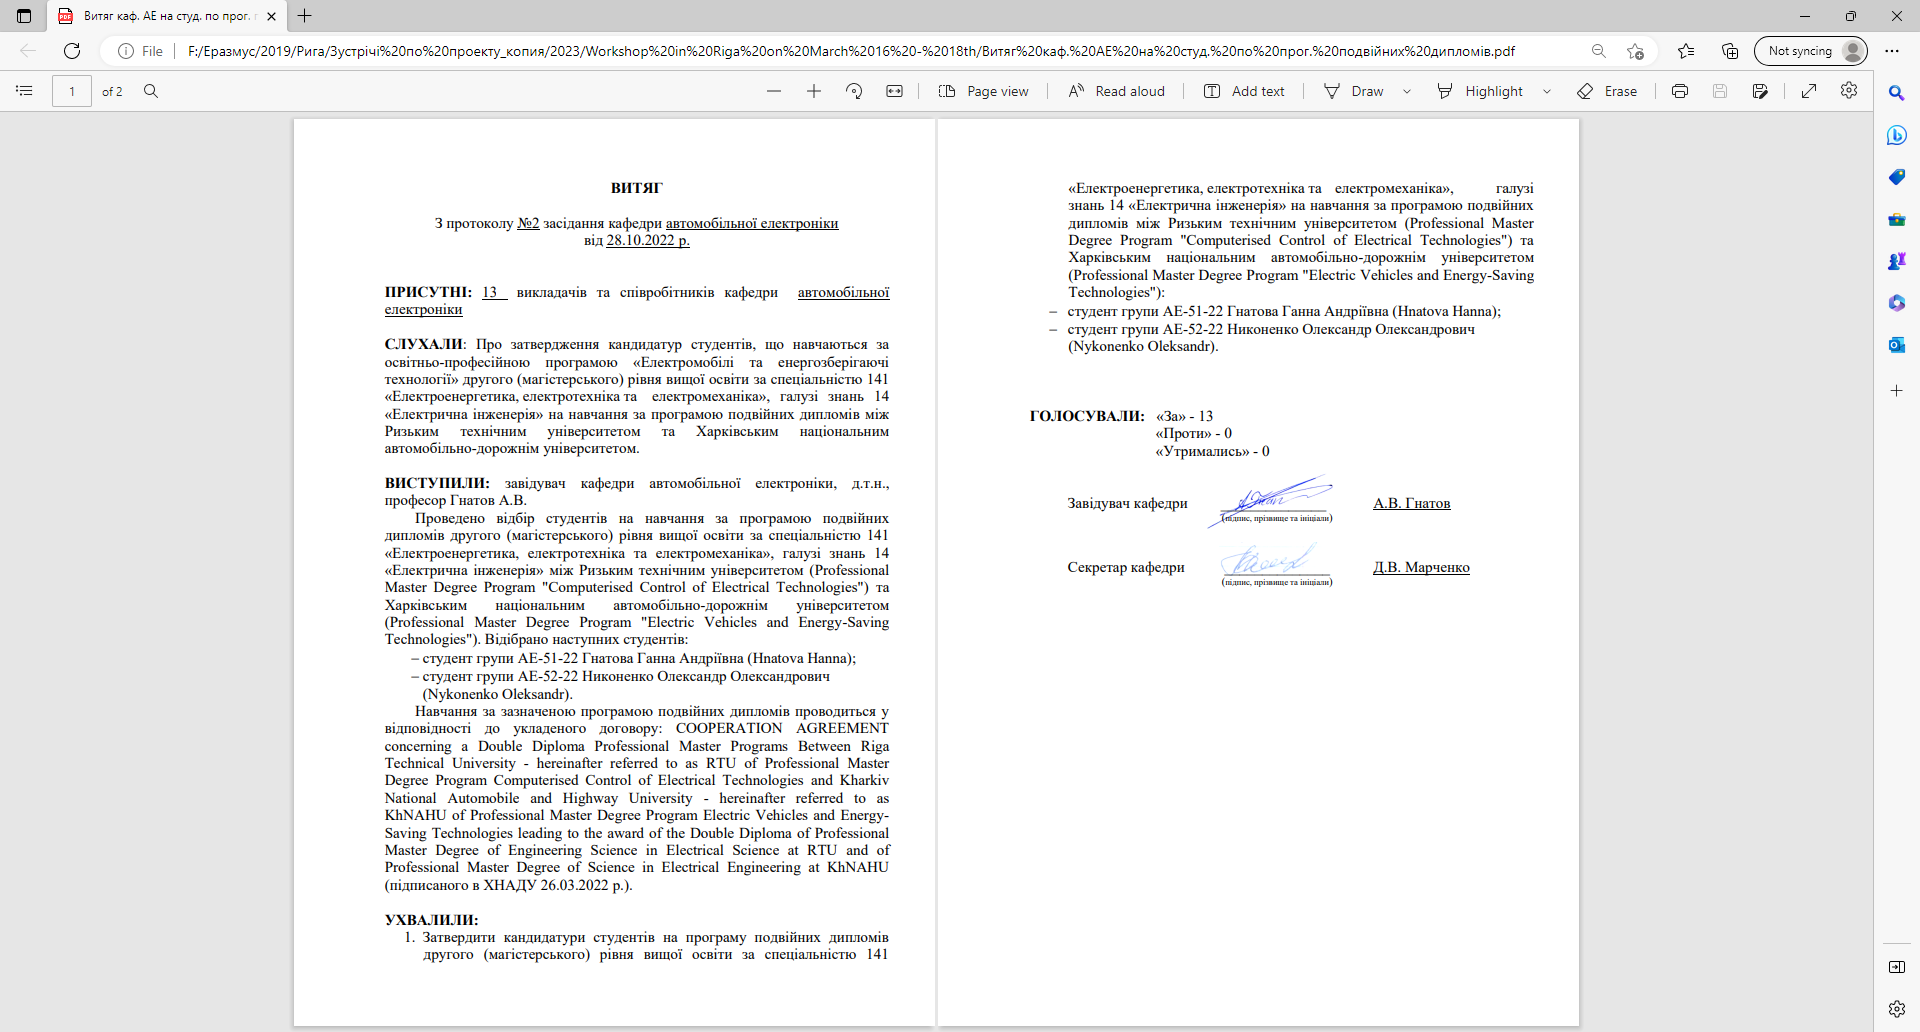 Витяг каф. АЕ на студ. по прог.
File
F:/Еразмус/2019/Рига/Зустрічі%20по%20проекту_копия/2023/Workshop%20in%20Riga%20on%20March%2016%20-%2018th/Витяг%20каф.%20АЕ%20на%20студ.%20по%20прог.%20подвійних%20дипломів.pdf
Not syncing
1 of 2
Page view
Read aloud
Add text
Draw
Highlight
Erase
ВИТЯГ
З протоколу №2 засідання кафедри автомобільної електроніки
від 28.10.2022 р.
ПРИСУТНІ: 13 викладачів та співробітників кафедри автомобільної
електроніки
СЛУХАЛИ: Про затвердження кандидатур студентів, що навчаються за
освітньо-професійною програмою «Електромобілі та енергозберігаючі
технології» другого (магістерського) рівня вищої освіти за спеціальністю 141
«Електроенергетика, електротехніка та електромеханіка», галузі знань 14
«Електрична інженерія» на навчання за програмою подвійних дипломів між
Ризьким технічним університетом та Харківським національним
автомобільно-дорожнім університетом.
ВИСТУПИЛИ: завідувач кафедри автомобільної електроніки, д.т.н.,
професор Гнатов А.В.
Проведено відбір студентів на навчання за програмою подвійних
дипломів другого (магістерського) рівня вищої освіти за спеціальністю 141
«Електроенергетика, електротехніка та електромеханіка», галузі знань 14
«Електрична інженерія» між Ризьким технічним університетом (Professional
Master Degree Program "Computerised Control of Electrical Technologies") та
Харківським національним автомобільно-дорожнім університетом
(Professional Master Degree Program "Electric Vehicles and Energy-Saving
Technologies"). Відібрано наступних студентів:
– студент групи АЕ-51-22 Гнатова Ганна Андріївна (Hnatova Hanna);
– студент групи АЕ-52-22 Никоненко Олександр Олександрович
(Nykonenko Oleksandr).
Навчання за зазначеною програмою подвійних дипломів проводиться у
відповідності до укладеного договору: COOPERATION AGREEMENT
concerning a Double Diploma Professional Master Programs Between Riga
Technical University - hereinafter referred to as RTU of Professional Master
Degree Program Computerised Control of Electrical Technologies and Kharkiv
National Automobile and Highway University - hereinafter referred to as
KhNAHU of Professional Master Degree Program Electric Vehicles and Energy-
Saving Technologies leading to the award of the Double Diploma of Professional
Master Degree of Engineering Science in Electrical Science at RTU and of
Professional Master Degree of Science in Electrical Engineering at KhNAHU
(підписаного в ХНАДУ 26.03.2022 р.).
УХВАЛИЛИ:
1. Затвердити кандидатури студентів на програму подвійних дипломів
другого (магістерського) рівня вищої освіти за спеціальністю 141
«Електроенергетика, електротехніка та електромеханіка», галузі
знань 14 «Електрична інженерія» на навчання за програмою подвійних
дипломів між Ризьким технічним університетом (Professional Master
Degree Program "Computerised Control of Electrical Technologies") та
Харківським національним автомобільно-дорожнім університетом
(Professional Master Degree Program "Electric Vehicles and Energy-Saving
Technologies"):
– студент групи АЕ-51-22 Гнатова Ганна Андріївна (Hnatova Hanna);
– студент групи АЕ-52-22 Никоненко Олександр Олександрович
(Nykonenko Oleksandr).
ГОЛОСУВАЛИ: «За» - 13
«Проти» - 0
«Утримались» - 0
Завідувач кафедри А.В. Гнатов
(підпис, прізвище та ініціали)
Секретар кафедри Д.В. Марченко
(підпис, прізвище та ініціали)